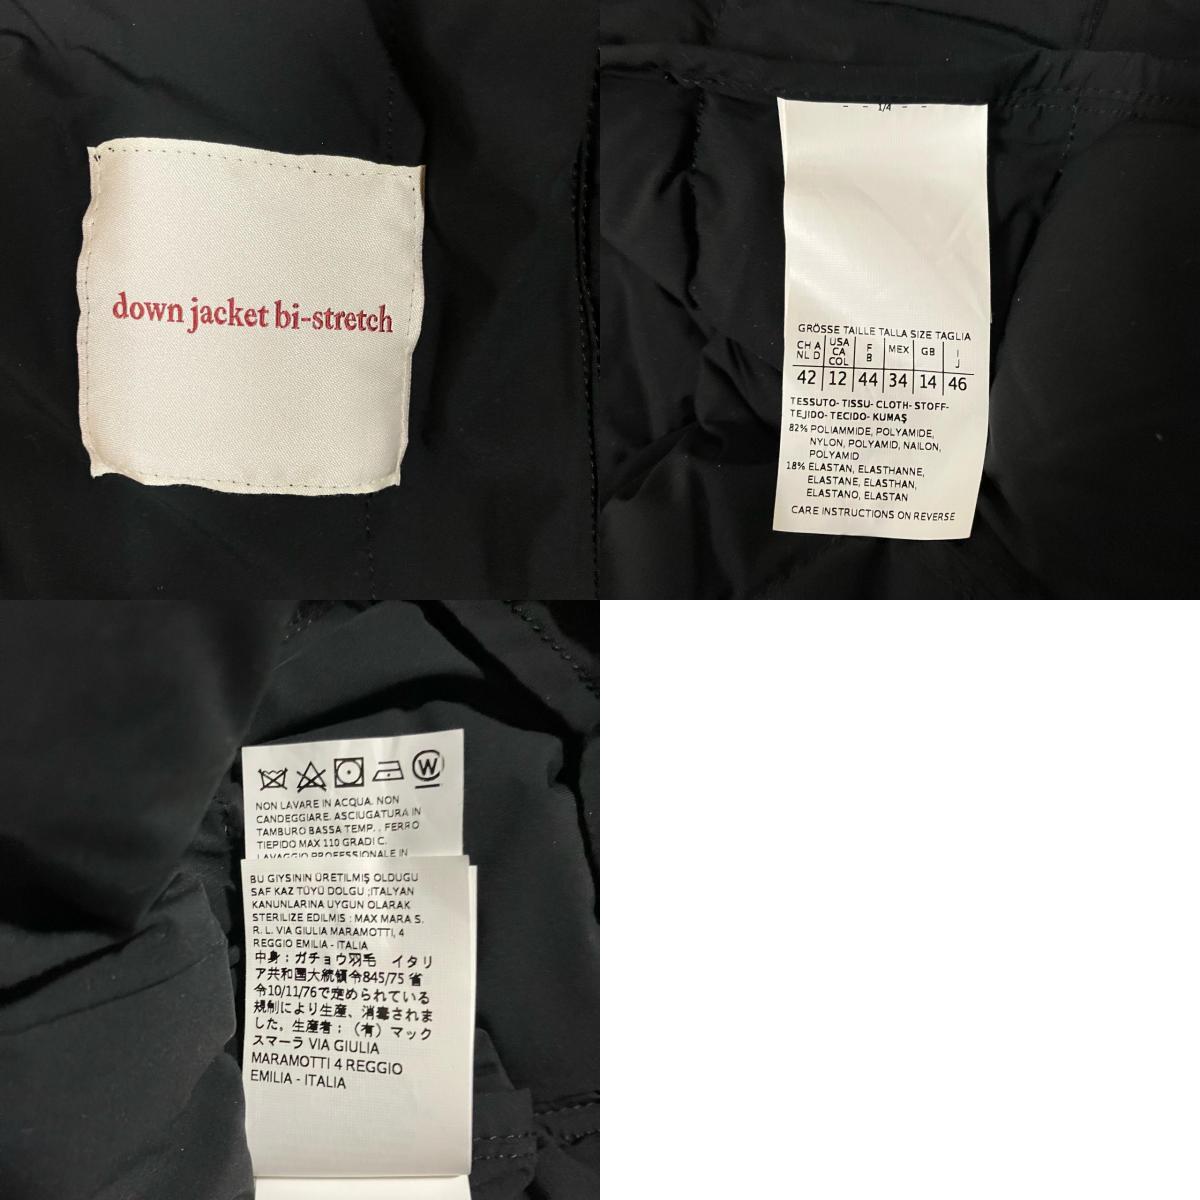 down jacket bi-stretch
- - 1/4 - -
GRÖSSE TAILLE TALLA SIZE TAGLIA
CH A NL D USA CA COL F B MEX GB I J
42 12 44 34 14 46
TESSUTO- TISSU- CLOTH- STOFF-
TEJIDO- TECIDO- KUMAŞ
82% POLIAMMIDE, POLYAMIDE,
NYLON, POLYAMID, NAILON,
POLYAMID
18% ELASTAN, ELASTHANNE,
ELASTANE, ELASTHAN,
ELASTANO, ELASTAN
CARE INSTRUCTIONS ON REVERSE
W
NON LAVARE IN ACQUA. NON
CANDEGGIARE. ASCIUGATURA IN
TAMBURO BASSA TEMP. , FERRO
TIEPIDO MAX 110 GRADI C.
LAVAGGIO PROFESSIONALE IN
BU GIYSININ ÜRETILMIŞ OLDUGU
SAF KAZ TÜYÜ DOLGU ;ITALYAN
KANUNLARINA UYGUN OLARAK
STERILIZE EDILMIS : MAX MARA S.
R. L. VIA GIULIA MARAMOTTI, 4
REGGIO EMILIA - ITALIA
中身：ガチョウ羽毛　イタリ
ア共和国大統領令845/75 省
令10/11/76で定められている
規制により生産、消毒されま
した。生産者：（有）マック
スマーラ VIA GIULIA
MARAMOTTI 4 REGGIO
EMILIA - ITALIA